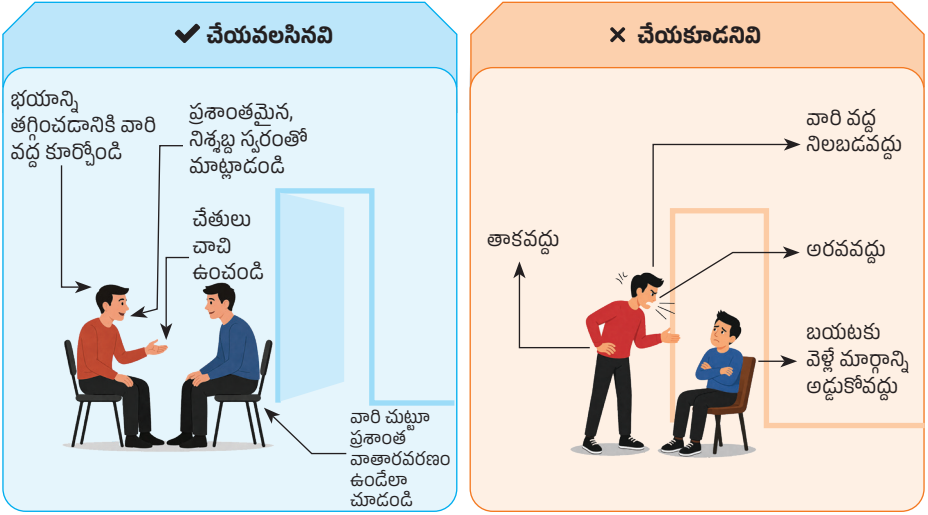 ✔ చేయవలసినవి
భయాన్ని
తగ్గించడానికి వారి
వద్ద కూర్చోండి
ప్రశాంతమైన,
నిశ్శబ్ద స్వరంతో
మాట్లాడండి
చేతులు
చాచి
ఉంచండి
వారి చుట్టూ
ప్రశాంత
వాతారవరణం
ఉండేలా
చూడండి
✕ చేయకూడనివి
వారి వద్ద
నిలబడవద్దు
తాకవద్దు
అరవవద్దు
బయటకు
వెళ్లే మార్గాన్ని
అడ్డుకోవద్దు